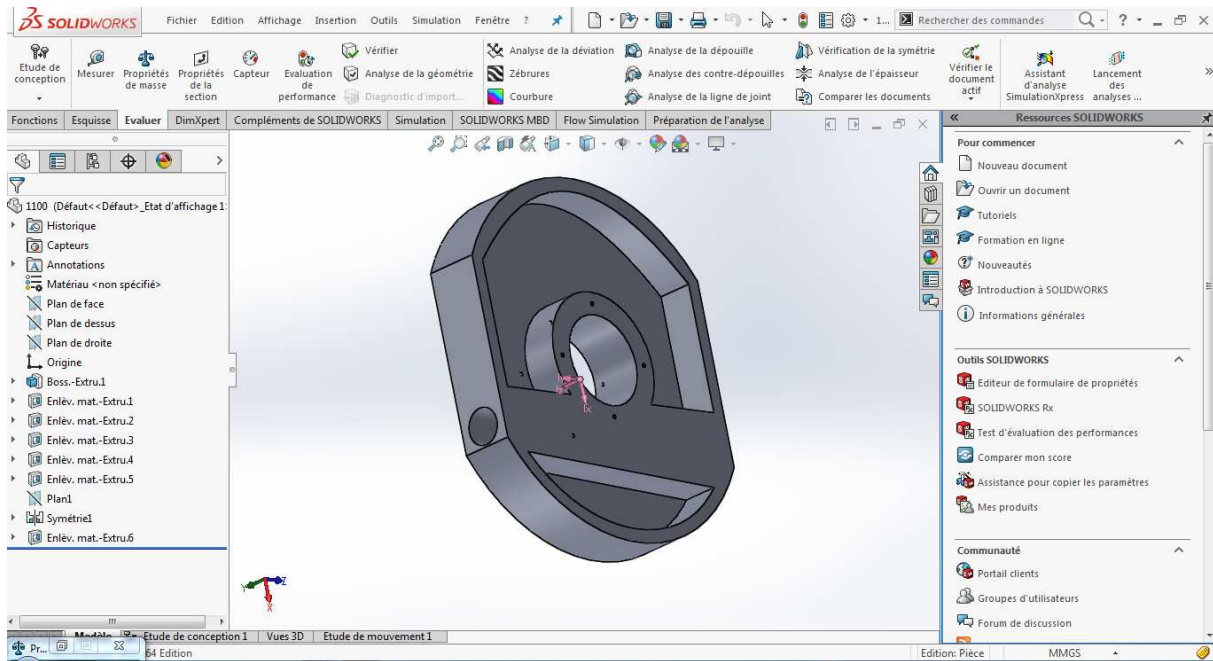 SOLIDWORKS
Fichier Edition Affichage Insertion Outils Simulation Fenêtre ?
1...
Rechercher des commandes
?
Etude de conception
Mesurer
Propriétés de masse
Propriétés de la section
Capteur
Evaluation de performance
Vérifier
Analyse de la géométrie
Diagnostic d'import...
Analyse de la déviation
Zébrures
Courbure
Analyse de la dépouille
Analyse des contre-dépouilles
Analyse de la ligne de joint
Vérification de la symétrie
Analyse de l'épaisseur
Comparer les documents
Vérifier le document actif
Assistant d'analyse SimulationXpress
Lancement des analyses ...
Fonctions Esquisse Evaluer DimXpert Compléments de SOLIDWORKS Simulation SOLIDWORKS MBD Flow Simulation Préparation de l'analyse
1100 (Défaut<<Défaut>_Etat d'affichage 1
Historique
Capteurs
Annotations
Matériau <non spécifié>
Plan de face
Plan de dessus
Plan de droite
Origine
Boss.-Extru.1
Enlèv. mat.-Extru.1
Enlèv. mat.-Extru.2
Enlèv. mat.-Extru.3
Enlèv. mat.-Extru.4
Enlèv. mat.-Extru.5
Plan1
Symétrie1
Enlèv. mat.-Extru.6
Y Z
X
Ressources SOLIDWORKS
Pour commencer
Nouveau document
Ouvrir un document
Tutoriels
Formation en ligne
Nouveautés
Introduction à SOLIDWORKS
Informations générales
Outils SOLIDWORKS
Editeur de formulaire de propriétés
SOLIDWORKS Rx
Test d'évaluation des performances
Comparer mon score
Assistance pour copier les paramètres
Mes produits
Communauté
Portail clients
Groupes d'utilisateurs
Forum de discussion
Modèle Etude de conception 1 Vues 3D Etude de mouvement 1
Pr...
64 Edition
Edition: Pièce
MMGS